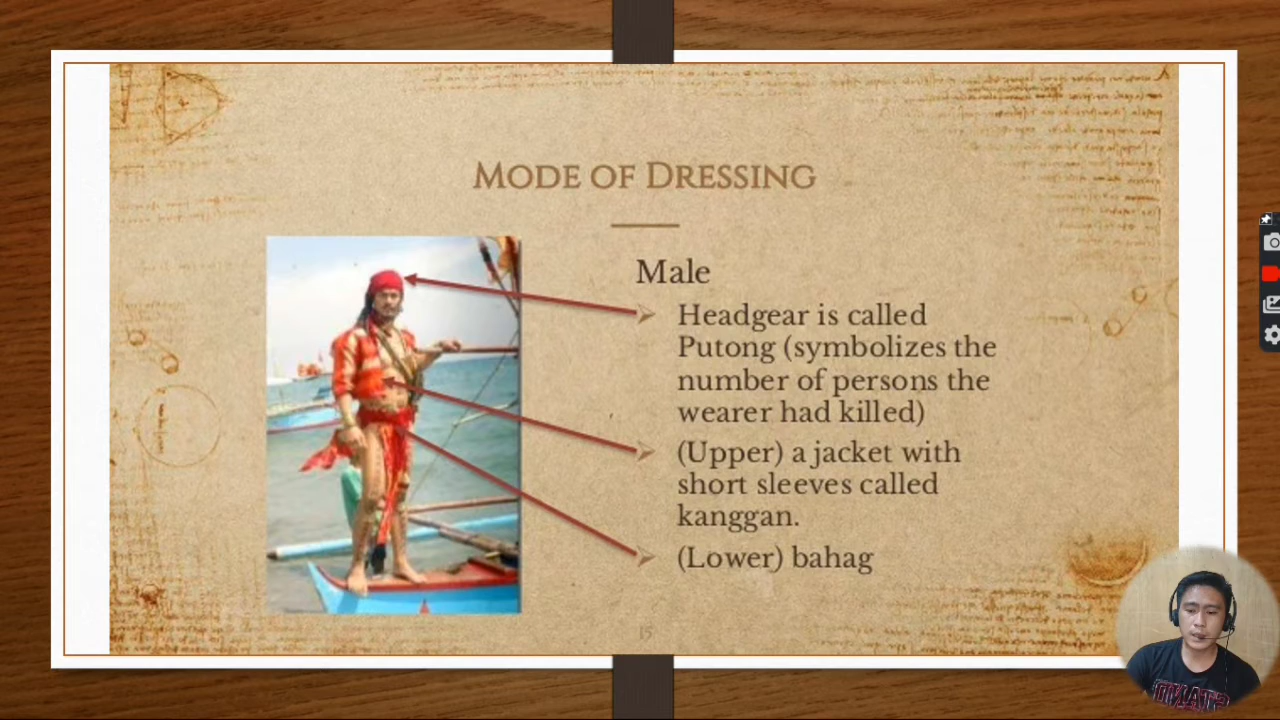 Mode of Dressing
Male
Headgear is called
Putong (symbolizes the
number of persons the
wearer had killed)
(Upper) a jacket with
short sleeves called
kanggan.
(Lower) bahag
15